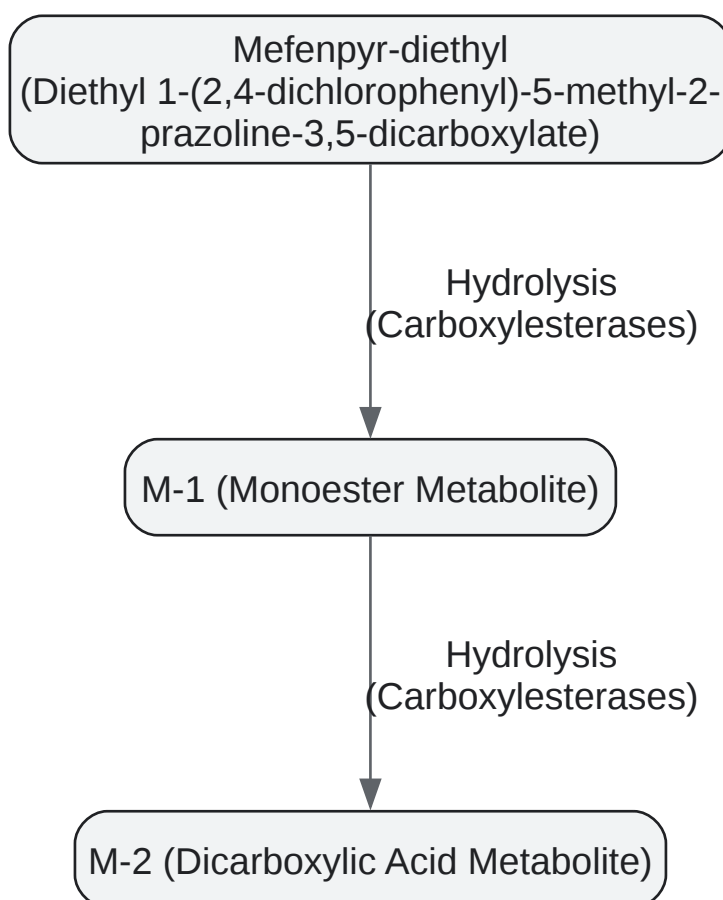 Mefenpyr-diethyl
(Diethyl 1-(2,4-dichlorophenyl)-5-methyl-2-
prazoline-3,5-dicarboxylate)
Hydrolysis
(Carboxylesterases)
M-1 (Monoester Metabolite)
Hydrolysis
(Carboxylesterases)
M-2 (Dicarboxylic Acid Metabolite)